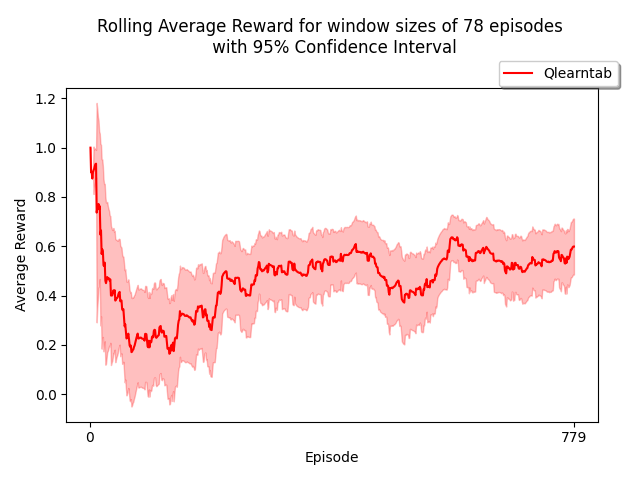 Rolling Average Reward for window sizes of 78 episodes
with 95% Confidence Interval
Qlearntab
1.2
1.0
0.8
0.6
0.4
0.2
0.0
Average Reward
0
779
Episode